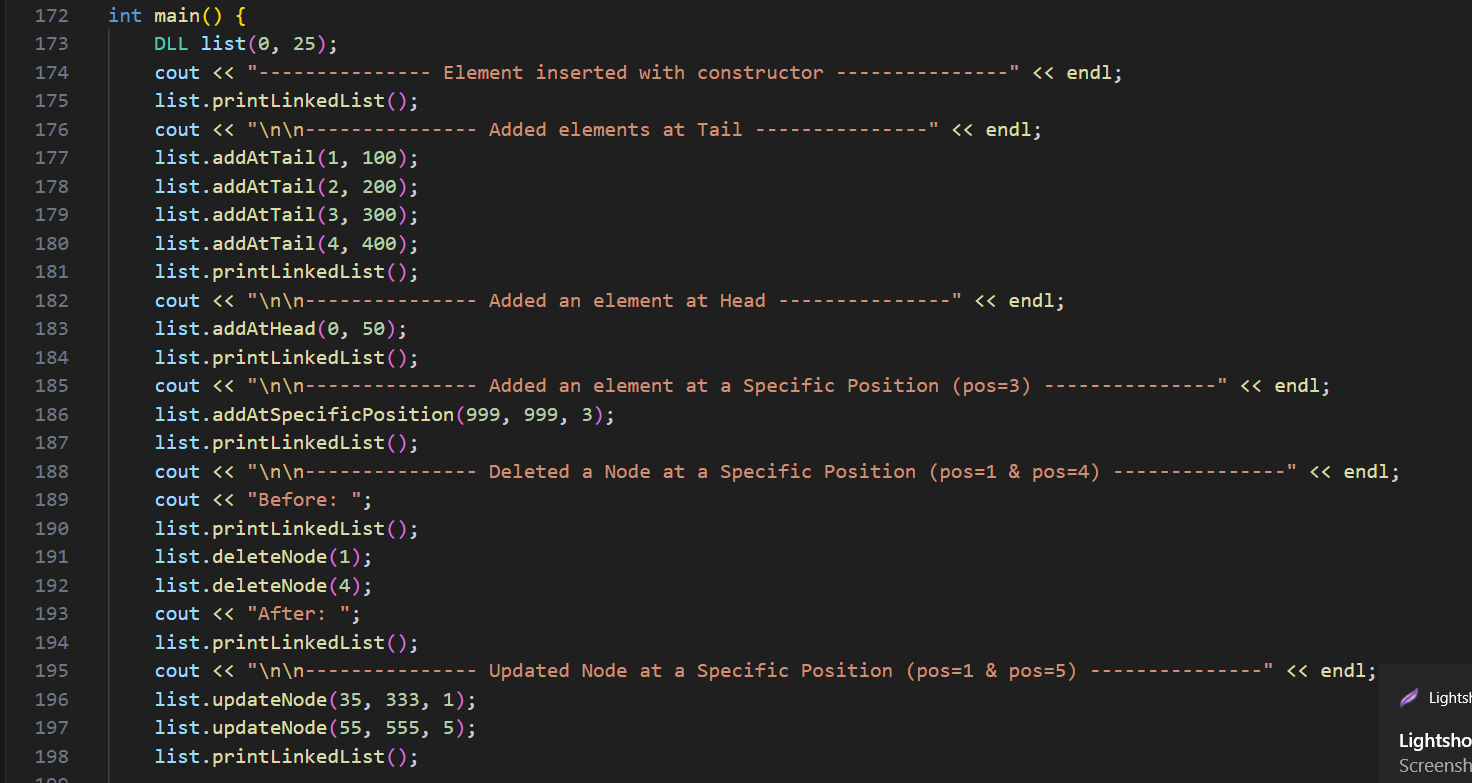 172 int main() {
173 DLL list(0, 25);
174 cout << "--------------- Element inserted with constructor ---------------" << endl;
175 list.printLinkedList();
176 cout << "\n\n--------------- Added elements at Tail ---------------" << endl;
177 list.addAtTail(1, 100);
178 list.addAtTail(2, 200);
179 list.addAtTail(3, 300);
180 list.addAtTail(4, 400);
181 list.printLinkedList();
182 cout << "\n\n--------------- Added an element at Head ---------------" << endl;
183 list.addAtHead(0, 50);
184 list.printLinkedList();
185 cout << "\n\n--------------- Added an element at a Specific Position (pos=3) ---------------" << endl;
186 list.addAtSpecificPosition(999, 999, 3);
187 list.printLinkedList();
188 cout << "\n\n--------------- Deleted a Node at a Specific Position (pos=1 & pos=4) ---------------" << endl;
189 cout << "Before: ";
190 list.printLinkedList();
191 list.deleteNode(1);
192 list.deleteNode(4);
193 cout << "After: ";
194 list.printLinkedList();
195 cout << "\n\n--------------- Updated Node at a Specific Position (pos=1 & pos=5) ---------------" << endl;
196 list.updateNode(35, 333, 1);
197 list.updateNode(55, 555, 5);
198 list.printLinkedList();
Lightsh
Lightsho
Screensh